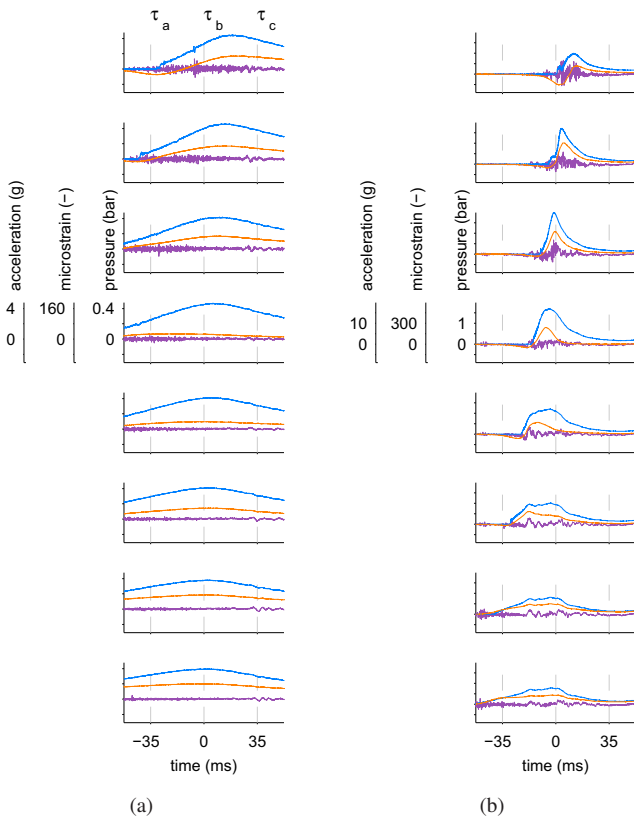 τa τb τc
acceleration (g)
microstrain (−)
pressure (bar)
4 160 0.4
0 0 0
acceleration (g)
microstrain (−)
pressure (bar)
10 300 1
0 0 0
−35 0 35
time (ms)
−35 0 35
time (ms)
(a) (b)